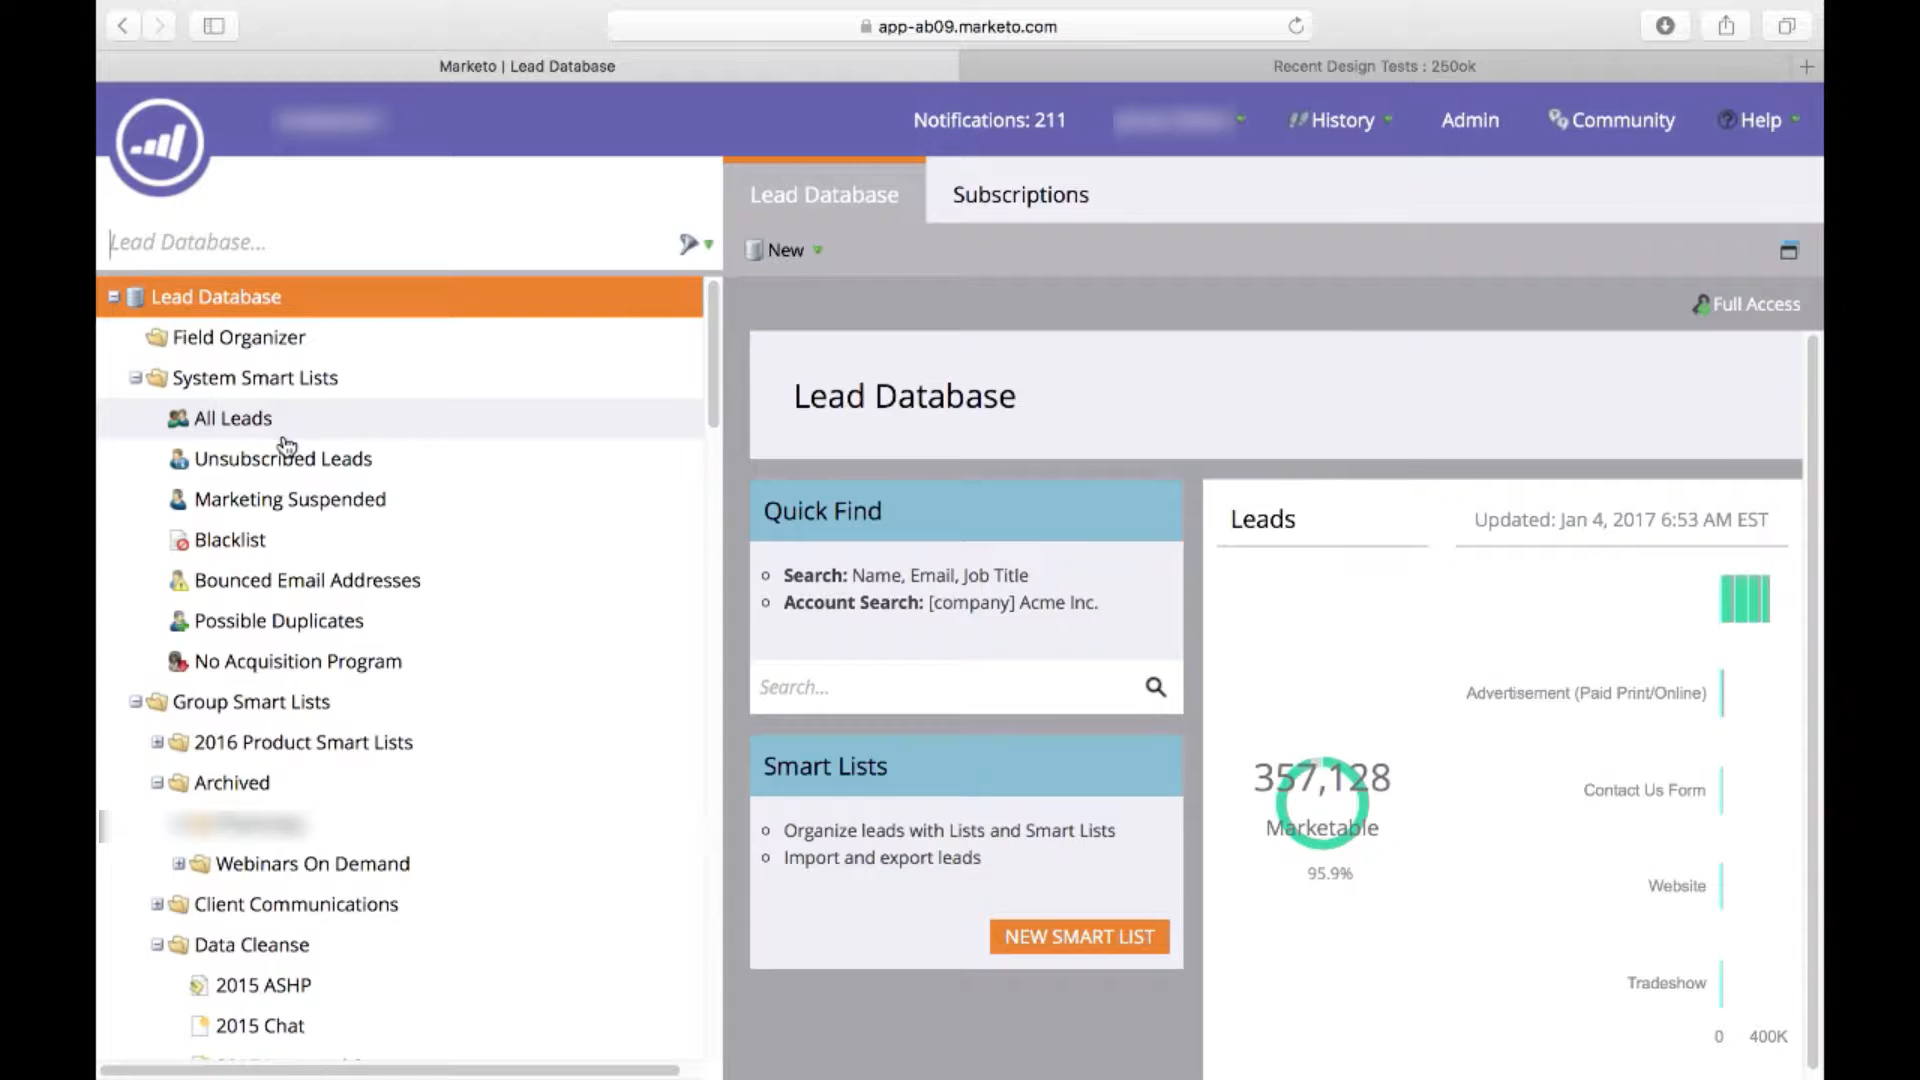 app-ab09.marketo.com
Marketo | Lead Database
Recent Design Tests : 250ok
Notifications: 211
History
Admin
Community
Help
Lead Database...
Lead Database
Field Organizer
System Smart Lists
All Leads
Unsubscribed Leads
Marketing Suspended
Blacklist
Bounced Email Addresses
Possible Duplicates
No Acquisition Program
Group Smart Lists
2016 Product Smart Lists
Archived
Webinars On Demand
Client Communications
Data Cleanse
2015 ASHP
2015 Chat
Lead Database
Subscriptions
New
Full Access
Lead Database
Quick Find
Search: Name, Email, Job Title
Account Search: [company] Acme Inc.
Search...
Smart Lists
Organize leads with Lists and Smart Lists
Import and export leads
NEW SMART LIST
Leads
Updated: Jan 4, 2017 6:53 AM EST
357,128
Marketable
95.9%
Advertisement (Paid Print/Online)
Contact Us Form
Website
Tradeshow
0 400K